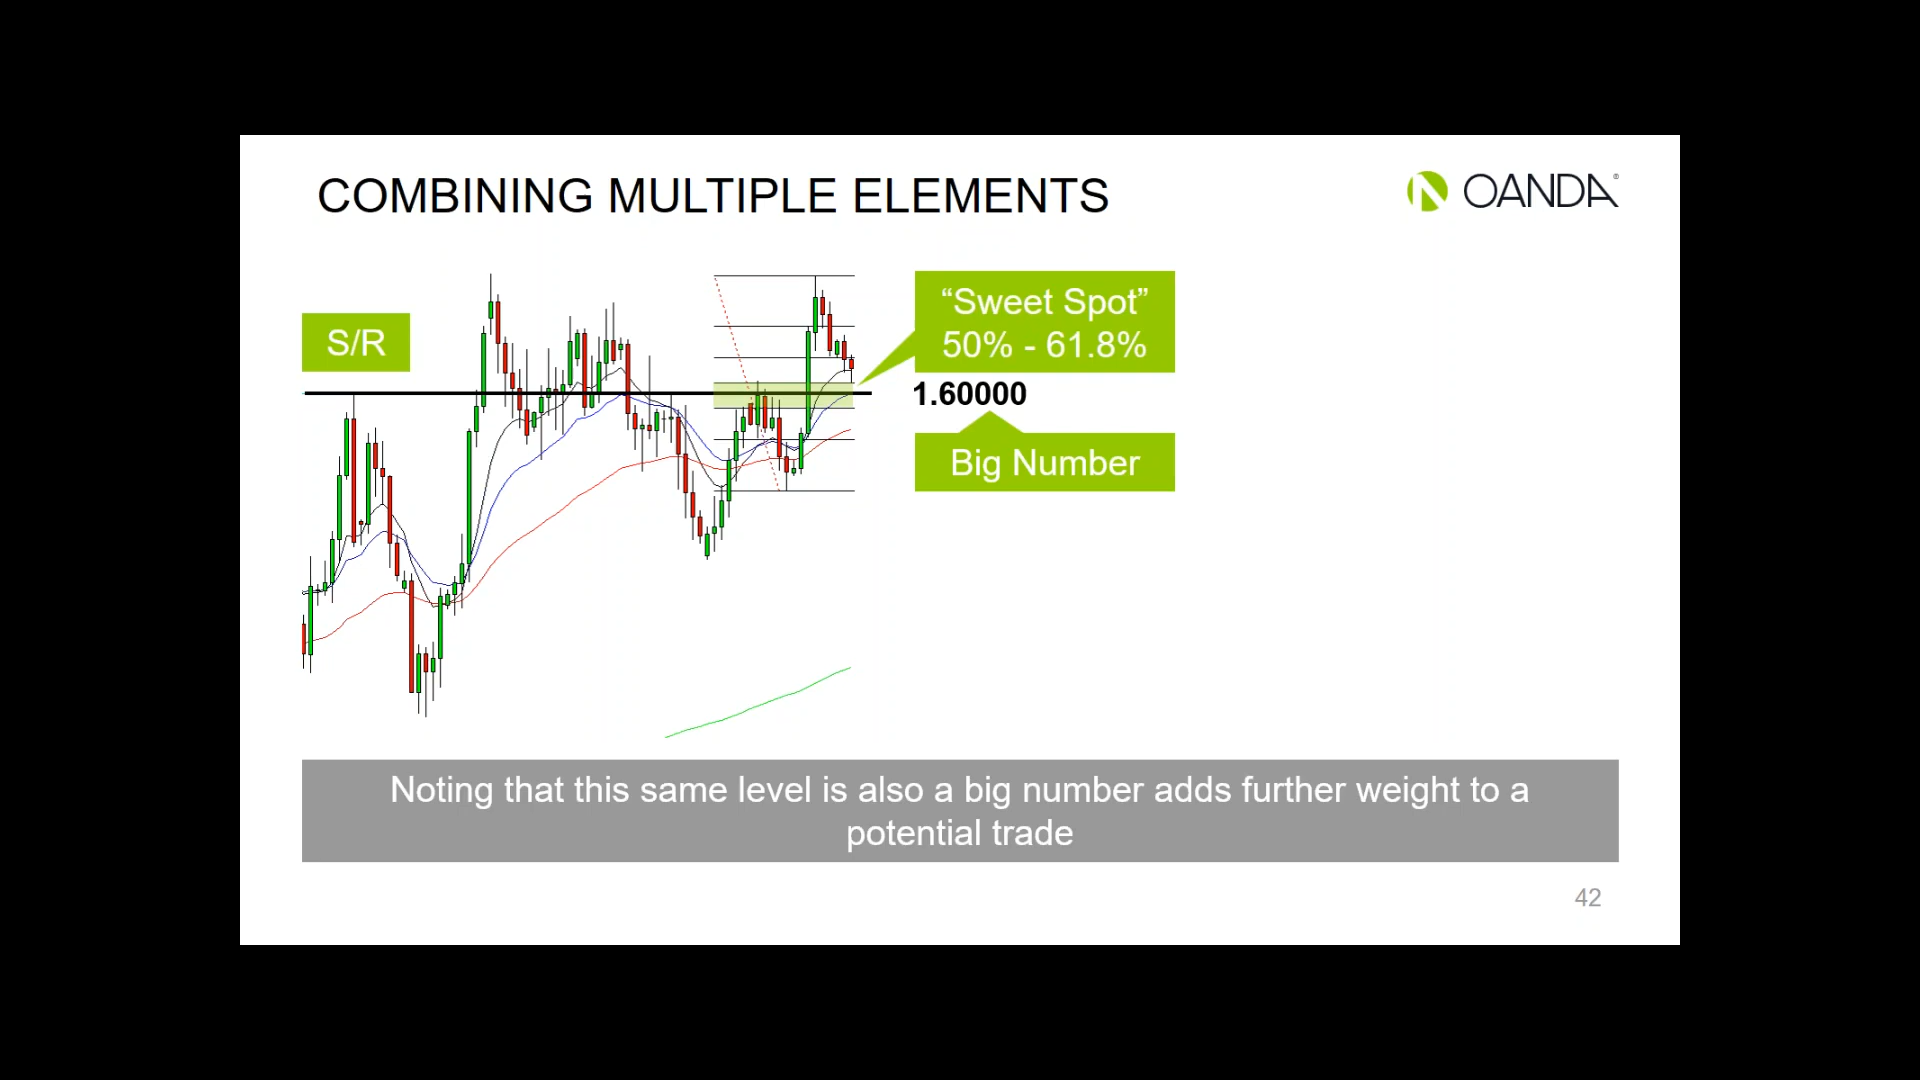 COMBINING MULTIPLE ELEMENTS
OANDA®
S/R
“Sweet Spot”
50% - 61.8%
1.60000
Big Number
Noting that this same level is also a big number adds further weight to a
potential trade
42